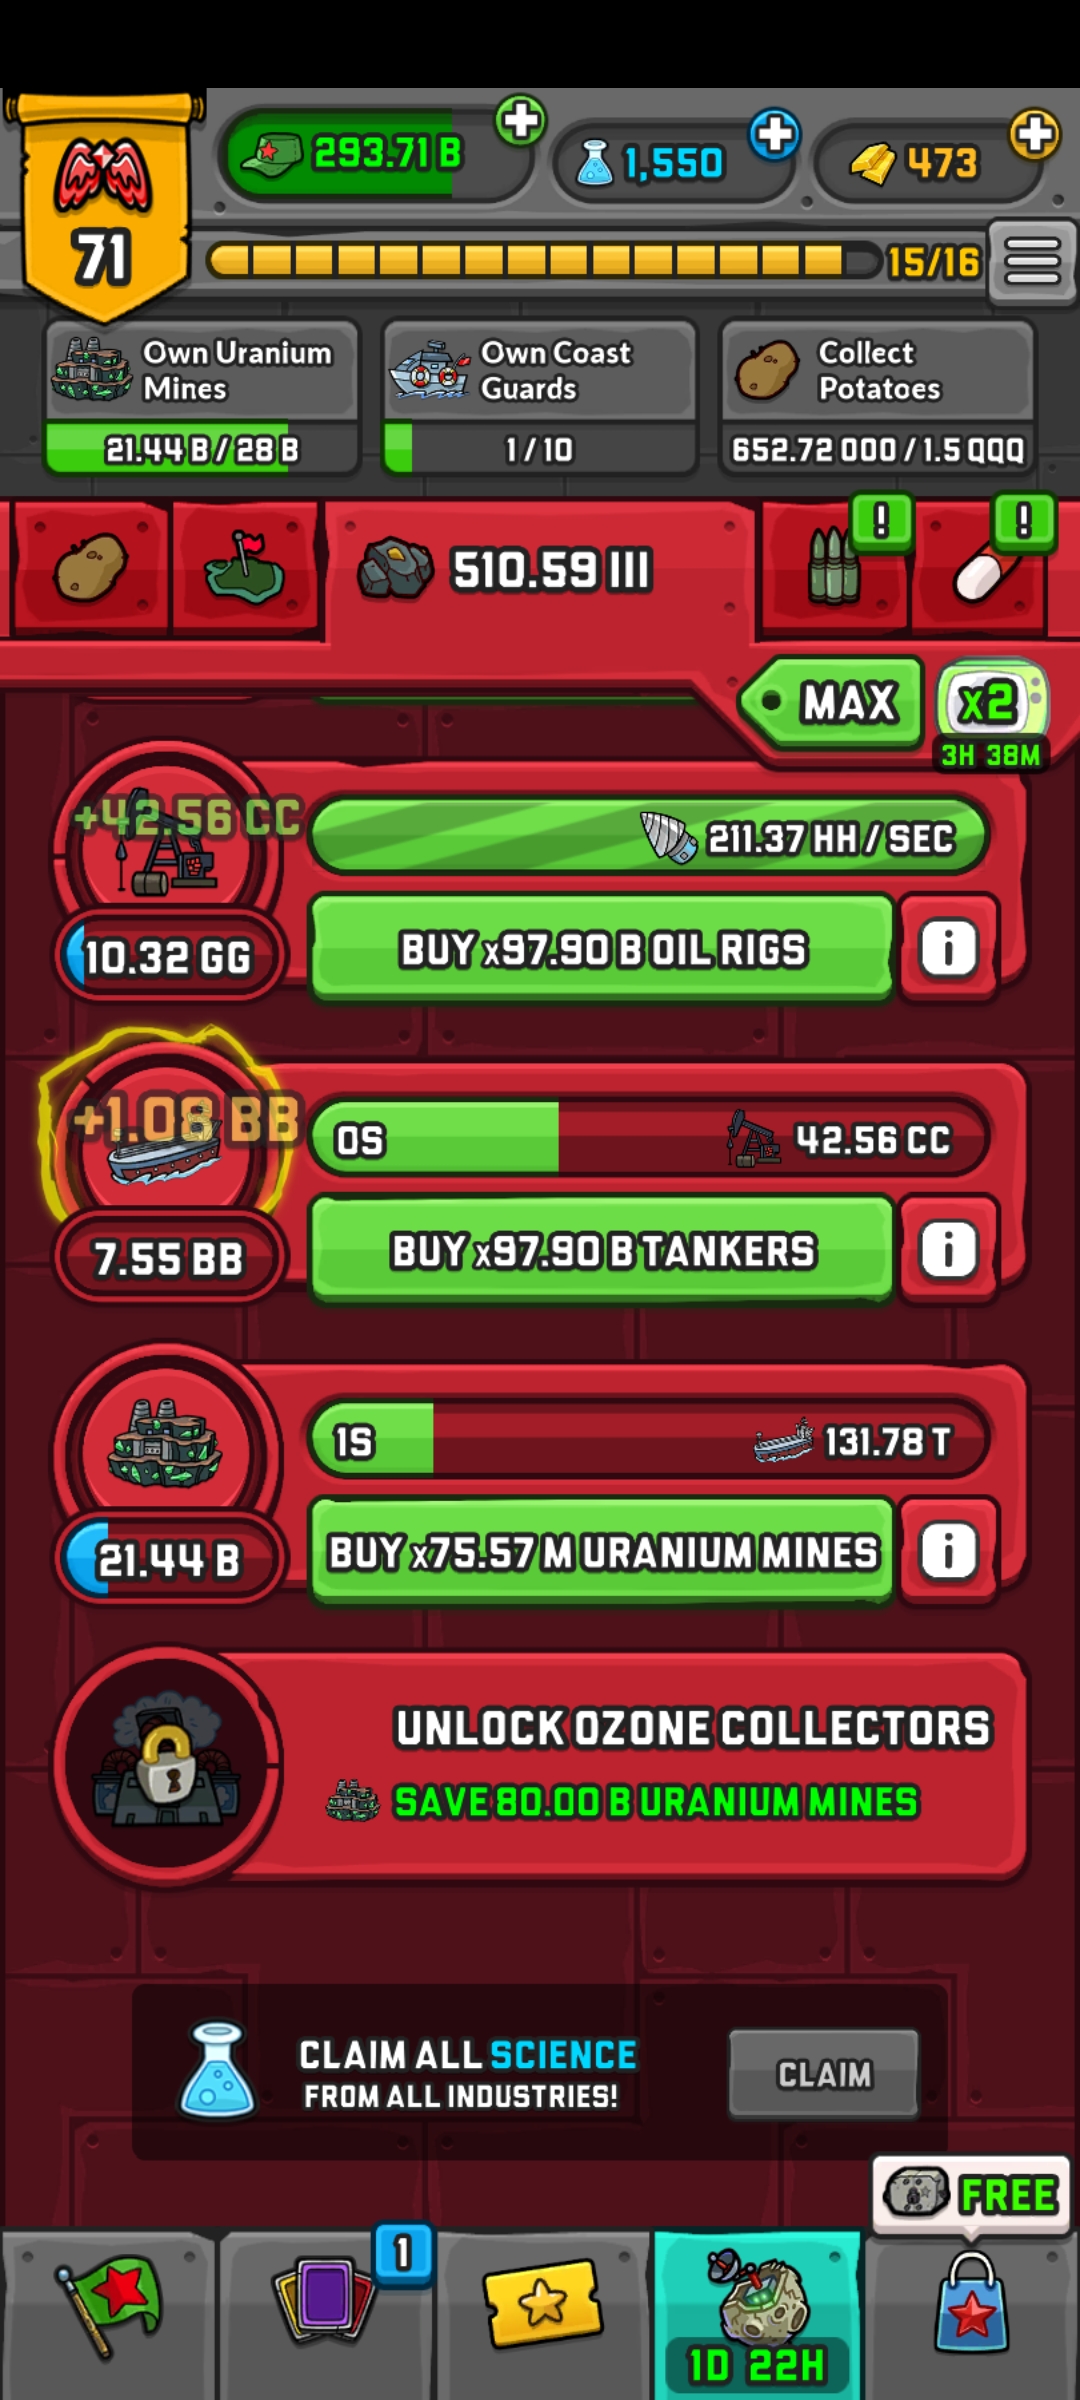 293.71 B
1,550
473
71
15/16
Own Uranium
Mines
21.44 B / 28 B
Own Coast
Guards
1 / 10
Collect
Potatoes
652.72 OOO / 1.5 QQQ
510.59 III
!
!
MAX
x2
3H 38M
+42.56 CC
211.37 HH / SEC
10.32 GG
BUY x97.90 B OIL RIGS
i
+1.08 BB
0S
42.56 CC
7.55 BB
BUY x97.90 B TANKERS
i
1S
131.78 T
21.44 B
BUY x75.57 M URANIUM MINES
i
UNLOCK OZONE COLLECTORS
SAVE 80.00 B URANIUM MINES
CLAIM ALL SCIENCE
FROM ALL INDUSTRIES!
CLAIM
FREE
1
1D 22H